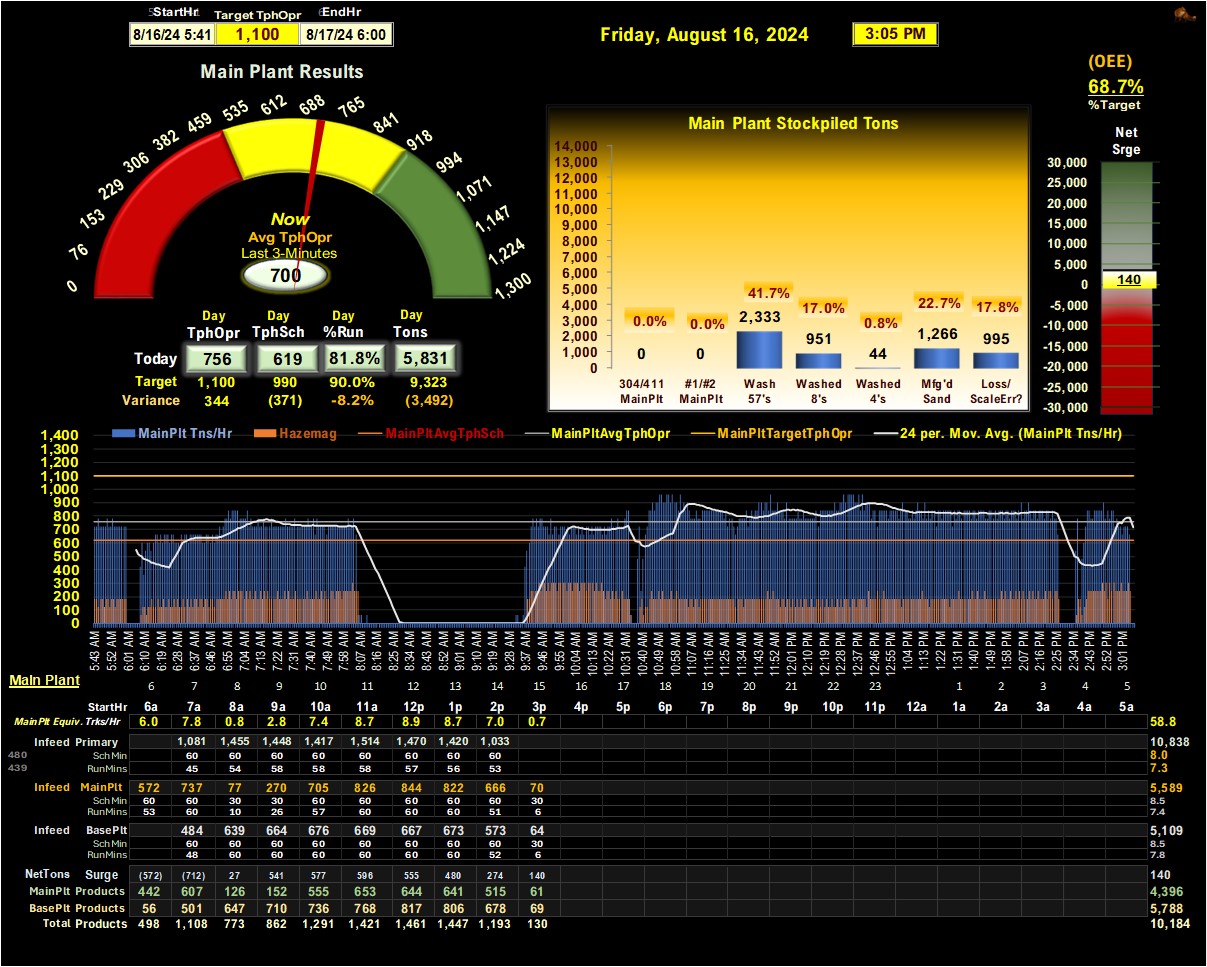 StartHr Target TphOpr EndHr
8/16/24 5:41 1,100 8/17/24 6:00
Friday, August 16, 2024 3:05 PM
(OEE)
68.7%
%Target
Main Plant Results
0 76 153 229 306 382 459 535 612 688 765 841 918 994 1,071 1,147 1,224 1,300
Now
Avg TphOpr
Last 3-Minutes
700
Day Day Day Day
TphOpr TphSch %Run Tons
Today 756 619 81.8% 5,831
Target 1,100 990 90.0% 9,323
Variance 344 (371) -8.2% (3,492)
Main Plant Stockpiled Tons
14,000
13,000
12,000
11,000
10,000
9,000
8,000
7,000
6,000
5,000
4,000
3,000
2,000
1,000
0
0.0% 0.0% 41.7% 17.0% 0.8% 22.7% 17.8%
0 0 2,333 951 44 1,266 995
304/411 #1/#2 Wash Washed Washed Mfg'd Loss/
MainPlt MainPlt 57's 8's 4's Sand ScaleErr?
Net
Srge
30,000
25,000
20,000
15,000
10,000
5,000
0
-5,000
-10,000
-15,000
-20,000
-25,000
-30,000
140
MainPlt Tns/Hr Hazemag MainPltAvgTphSch MainPltAvgTphOpr MainPltTargetTphOpr 24 per. Mov. Avg. (MainPlt Tns/Hr)
1,400
1,300
1,200
1,100
1,000
900
800
700
600
500
400
300
200
100
0
5:43 AM 5:52 AM 6:01 AM 6:10 AM 6:19 AM 6:28 AM 6:37 AM 6:46 AM 6:55 AM 7:04 AM 7:13 AM 7:22 AM 7:31 AM 7:40 AM 7:49 AM 7:58 AM 8:07 AM 8:16 AM 8:25 AM 8:34 AM 8:43 AM 8:52 AM 9:01 AM 9:10 AM 9:19 AM 9:28 AM 9:37 AM 9:46 AM 9:55 AM 10:04 AM 10:13 AM 10:22 AM 10:31 AM 10:40 AM 10:49 AM 10:58 AM 11:07 AM 11:16 AM 11:25 AM 11:34 AM 11:43 AM 11:52 AM 12:01 PM 12:10 PM 12:19 PM 12:28 PM 12:37 PM 12:46 PM 12:55 PM 1:04 PM 1:13 PM 1:22 PM 1:31 PM 1:40 PM 1:49 PM 1:58 PM 2:07 PM 2:16 PM 2:25 PM 2:34 PM 2:43 PM 2:52 PM 3:01 PM
Main Plant 6 7 8 9 10 11 12 13 14 15 16 17 18 19 20 21 22 23 1 2 3 4 5
StartHr 6a 7a 8a 9a 10a 11a 12p 1p 2p 3p 4p 5p 6p 7p 8p 9p 10p 11p 12a 1a 2a 3a 4a 5a
MainPlt Equiv. Trks/Hr 6.0 7.8 0.8 2.8 7.4 8.7 8.9 8.7 7.0 0.7 58.8
Infeed Primary 1,081 1,455 1,448 1,417 1,514 1,470 1,420 1,033 10,838
480 SchMin 60 60 60 60 60 60 60 60 8.0
439 RunMins 45 54 58 58 58 57 56 53 7.3
Infeed MainPlt 572 737 77 270 705 826 844 822 666 70 5,589
SchMin 60 60 30 30 60 60 60 60 60 30 8.5
RunMins 53 60 10 26 57 60 60 60 51 6 7.4
Infeed BasePlt 484 639 664 676 669 667 673 573 64 5,109
SchMin 60 60 60 60 60 60 60 60 30 8.5
RunMins 48 60 60 60 60 60 60 52 6 7.8
NetTons Surge (572) (712) 27 541 577 596 555 480 274 140 140
MainPlt Products 442 607 126 152 555 653 644 641 515 61 4,396
BasePlt Products 56 501 647 710 736 768 817 806 678 69 5,788
Total Products 498 1,108 773 862 1,291 1,421 1,461 1,447 1,193 130 10,184